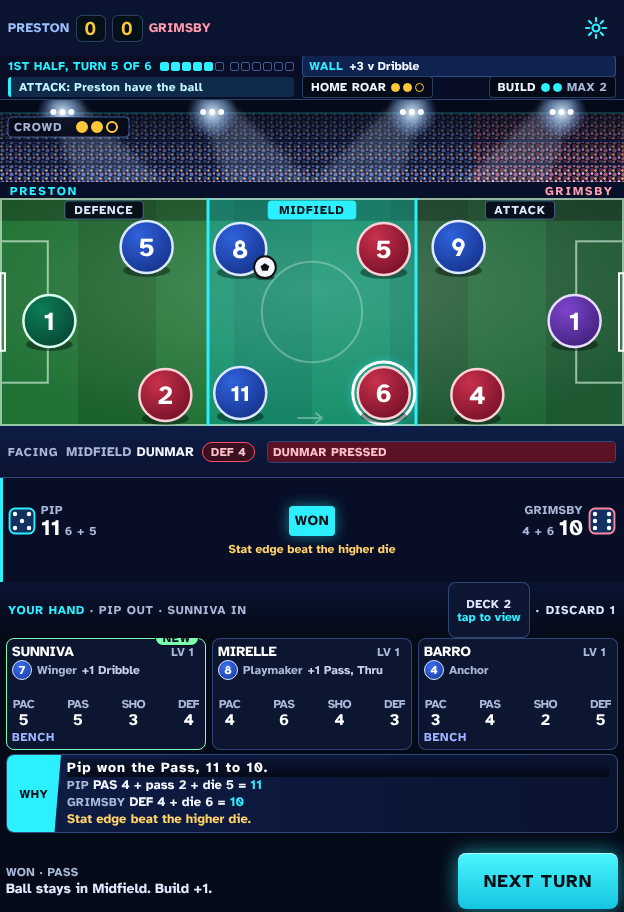 PRESTON 0 0 GRIMSBY
1ST HALF, TURN 5 OF 6
WALL +3 v Dribble
ATTACK: Preston have the ball
HOME ROAR
BUILD MAX 2
CROWD
PRESTON GRIMSBY
DEFENCE MIDFIELD ATTACK
5 8 5 9
1 1
2 11 6 4
FACING MIDFIELD DUNMAR DEF 4 DUNMAR PRESSED
PIP
11 6 + 5
WON
GRIMSBY
4 + 6 10
Stat edge beat the higher die
YOUR HAND · PIP OUT · SUNNIVA IN
DECK 2
tap to view
· DISCARD 1
NEW
SUNNIVA LV 1
7 Winger +1 Dribble
PAC PAS SHO DEF
5 5 3 4
BENCH
MIRELLE LV 1
8 Playmaker +1 Pass, Thru
PAC PAS SHO DEF
4 6 4 3
BARRO LV 1
4 Anchor
PAC PAS SHO DEF
3 4 2 5
BENCH
WHY
Pip won the Pass, 11 to 10.
PIP PAS 4 + pass 2 + die 5 = 11
GRIMSBY DEF 4 + die 6 = 10
Stat edge beat the higher die.
WON · PASS
Ball stays in Midfield. Build +1.
NEXT TURN